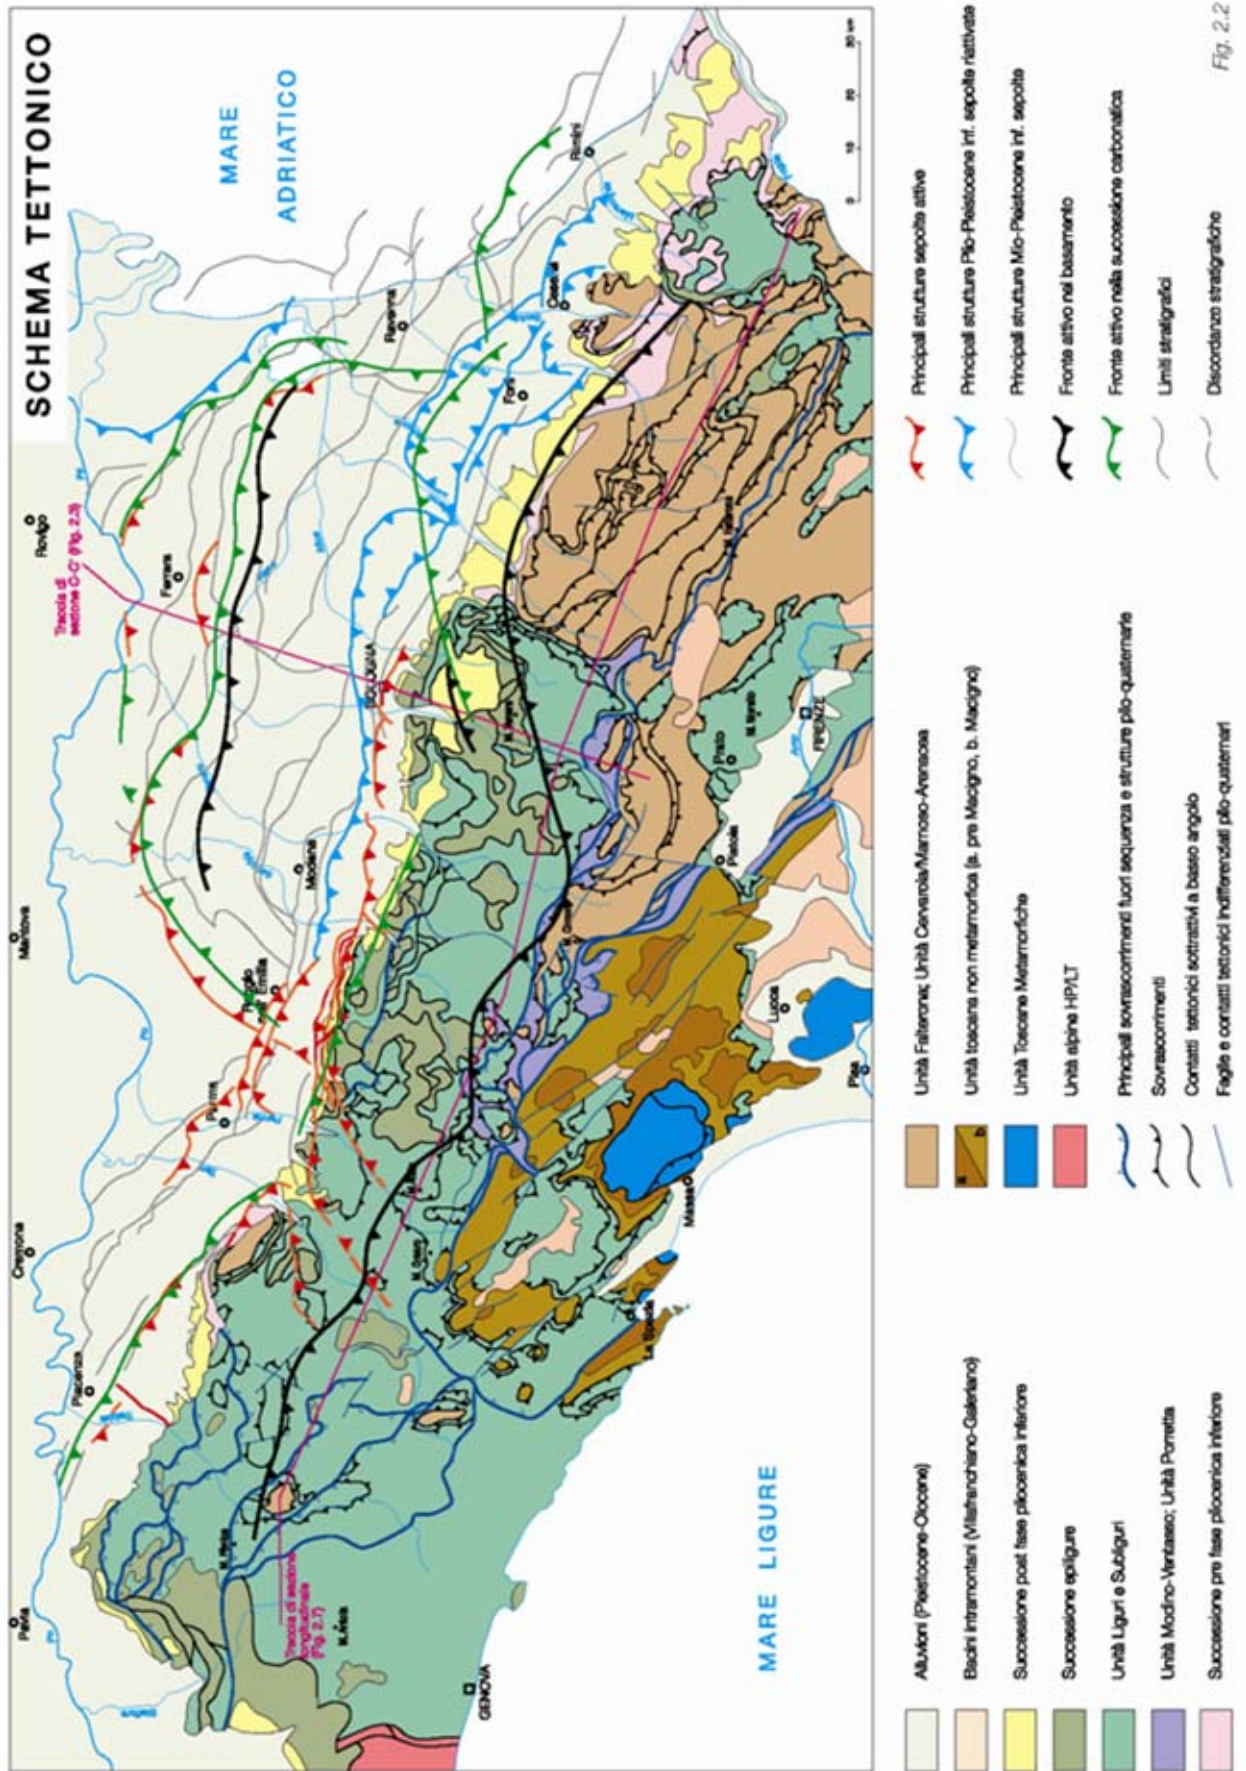 SCHEMA TETTONICO
MARE
ADRIATICO
MARE LIGURE
Pavia
Piacenza
Cremona
Parma
Reggio
Emilia
Mantova
Modena
BOLOGNA
Ferrara
Rovigo
Ravenna
Forlì
Rimini
GENOVA
La Spezia
Massa
Lucca
Pisa
Pistoia
Prato
FIRENZE
Po
Traccia di
sezione C-C' (Fig. 2.3)
Traccia di sezione
longitudinale
(Fig. 2.7)
0 10 20 30 km
Alluvioni (Pleistocene-Olocene)
Bacini intramontani (Villafranchiano-Galeriano)
Successione post fase pliocenica inferiore
Successione epiligure
Unità Liguri e Subliguri
Unità Modino-Ventasso; Unità Porretta
Successione pre fase pliocenica inferiore
Unità Falterona; Unità Cervarola/Marnoso-Arenacea
Unità toscana non metamorfica (a. pre Macigno, b. Macigno)
a
b
Unità Toscane Metamorfiche
Unità alpine HP/LT
Principali sovrascorrimenti fuori sequenza e strutture plio-quaternarie
Sovrascorrimenti
Contatti tettonici sottrattivi a basso angolo
Faglie e contatti tettonici indifferenziati plio-quaternari
Principali strutture sepolte attive
Principali strutture Plio-Pleistocene inf. sepolte riattivate
Principali strutture Mio-Pleistocene inf. sepolte
Fronte attivo nel basamento
Fronte attivo nella successione carbonatica
Limiti stratigrafici
Discordanze stratigrafiche
Fig. 2.2